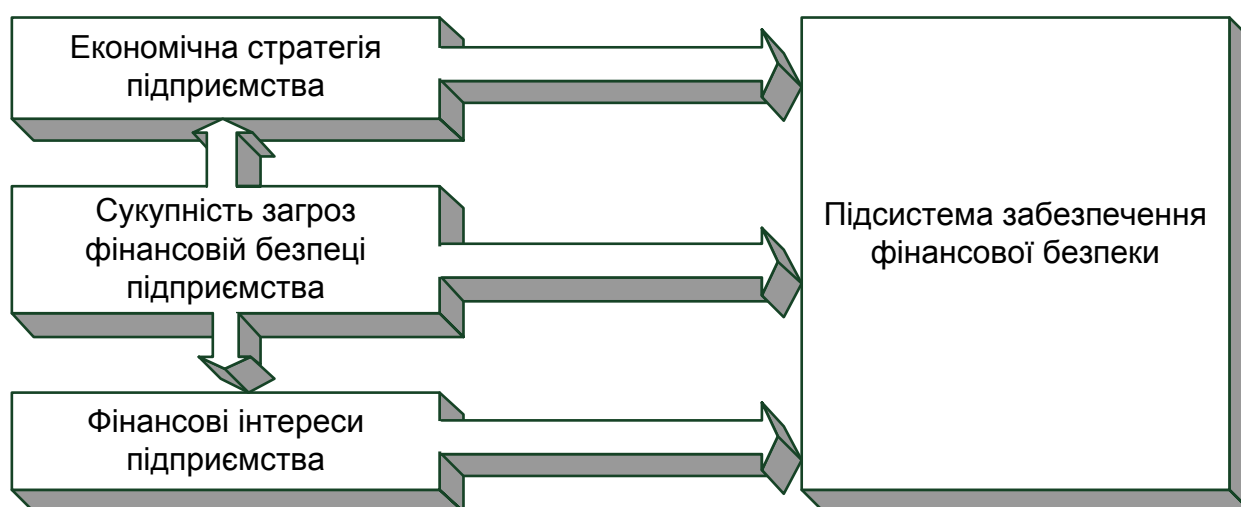 Економічна стратегія
підприємства
Сукупність загроз
фінансовій безпеці
підприємства
Фінансові інтереси
підприємства
Підсистема забезпечення
фінансової безпеки